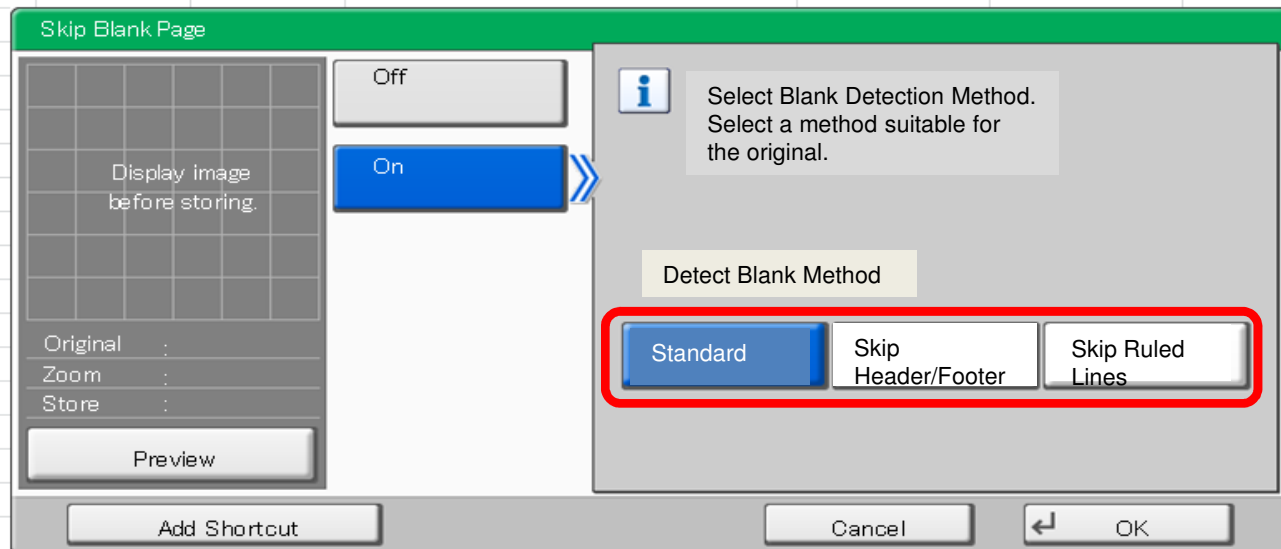 Skip Blank Page
Display image
before storing.
Original :
Zoom :
Store :
Preview
Off
On
Select Blank Detection Method.
Select a method suitable for
the original.
Detect Blank Method
Standard
Skip
Header/Footer
Skip Ruled
Lines
Add Shortcut
Cancel
OK